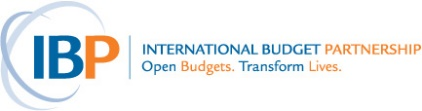 IBP
INTERNATIONAL BUDGET PARTNERSHIP
Open Budgets. Transform Lives.